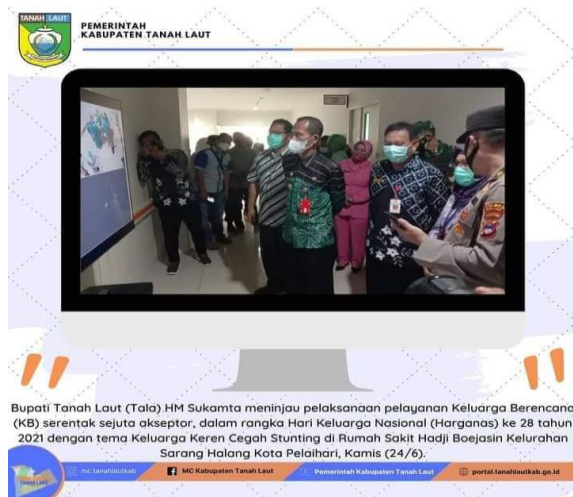 TANAH LAUT
PEMERINTAH
KABUPATEN TANAH LAUT
Bupati Tanah Laut (Tala) HM Sukamta meninjau pelaksanaan pelayanan Keluarga Berencana
(KB) serentak sejuta akseptor, dalam rangka Hari Keluarga Nasional (Harganas) ke 28 tahun
2021 dengan tema Keluarga Keren Cegah Stunting di Rumah Sakit Hadji Boejasin Kelurahan
Sarang Halang Kota Pelaihari, Kamis (24/6).
mc.tanahlautkab
MC Kabupaten Tanah Laut
Pemerintah Kabupaten Tanah Laut
portal.tanahlautkab.go.id
TANAH LAUT